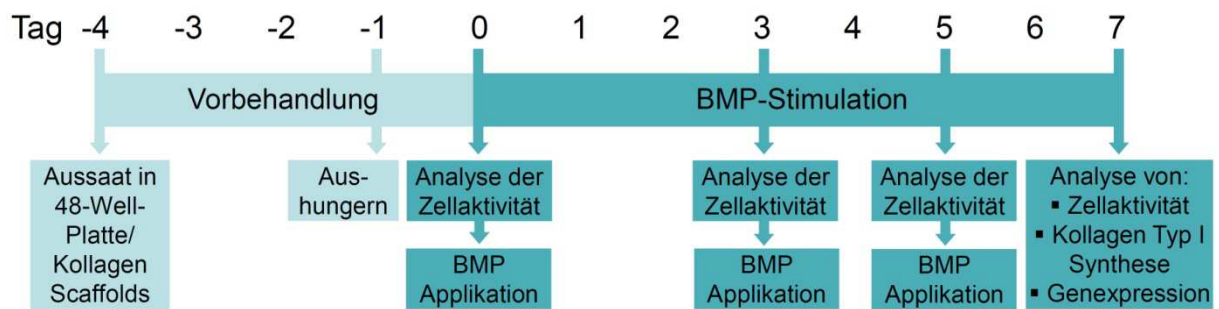 Tag -4 -3 -2 -1 0 1 2 3 4 5 6 7
Vorbehandlung
BMP-Stimulation
Aussaat in
48-Well-
Platte/
Kollagen
Scaffolds
Aus-
hungern
Analyse der
Zellaktivität
BMP
Applikation
Analyse der
Zellaktivität
BMP
Applikation
Analyse der
Zellaktivität
BMP
Applikation
Analyse von:
▪ Zellaktivität
▪ Kollagen Typ I
Synthese
▪ Genexpression